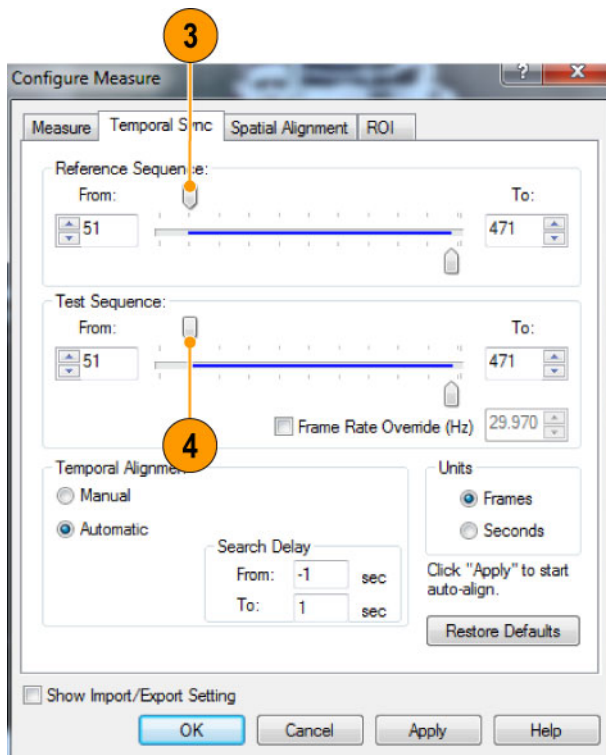 3
Configure Measure
?
Measure Temporal Sync Spatial Alignment ROI
Reference Sequence:
From: To:
51 471
Test Sequence:
From: To:
51 471
Frame Rate Override (Hz) 29.970
4
Temporal Alignmen
Manual
Automatic
Search Delay
From: -1 sec
To: 1 sec
Units
Frames
Seconds
Click "Apply" to start
auto-align.
Restore Defaults
Show Import/Export Setting
OK Cancel Apply Help